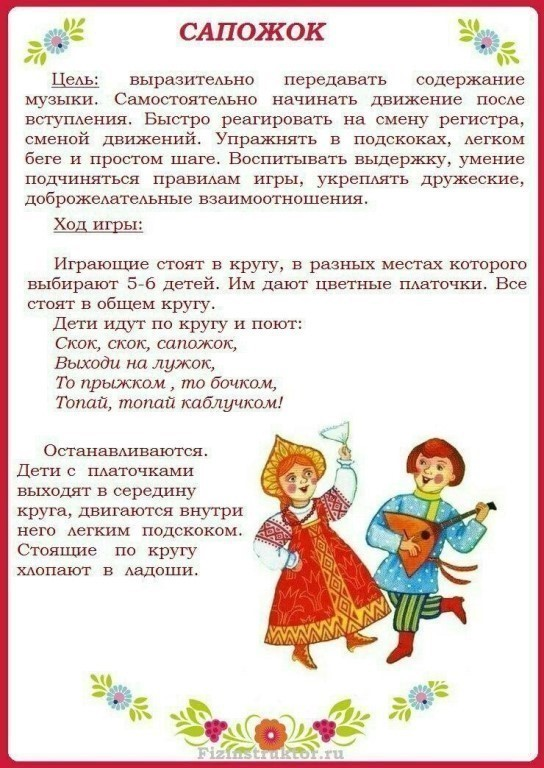 САПОЖОК
Цель: выразительно передавать содержание
музыки. Самостоятельно начинать движение после
вступления. Быстро реагировать на смену регистра,
сменой движений. Упражнять в подскоках, легком
беге и простом шаге. Воспитывать выдержку, умение
подчиняться правилам игры, укреплять дружеские,
доброжелательные взаимоотношения.
Ход игры:
Играющие стоят в кругу, в разных местах которого
выбирают 5-6 детей. Им дают цветные платочки. Все
стоят в общем кругу.
Дети идут по кругу и поют:
Скок, скок, сапожок,
Выходи на лужок,
То прыжком , то бочком,
Топай, топай каблучком!
Останавливаются.
Дети с платочками
выходят в середину
круга, двигаются внутри
него легким подскоком.
Стоящие по кругу
хлопают в ладоши.
Fizinstruktor.ru